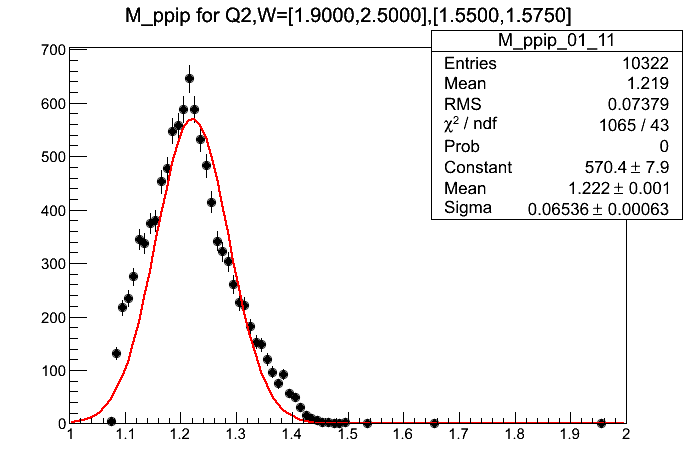 M_ppip for Q2,W=[1.9000,2.5000],[1.5500,1.5750]
M_ppip_01_11
Entries 10322
Mean 1.219
RMS 0.07379
χ² / ndf 1065 / 43
Prob 0
Constant 570.4 ± 7.9
Mean 1.222 ± 0.001
Sigma 0.06536 ± 0.00063
700
600
500
400
300
200
100
0
1 1.1 1.2 1.3 1.4 1.5 1.6 1.7 1.8 1.9 2